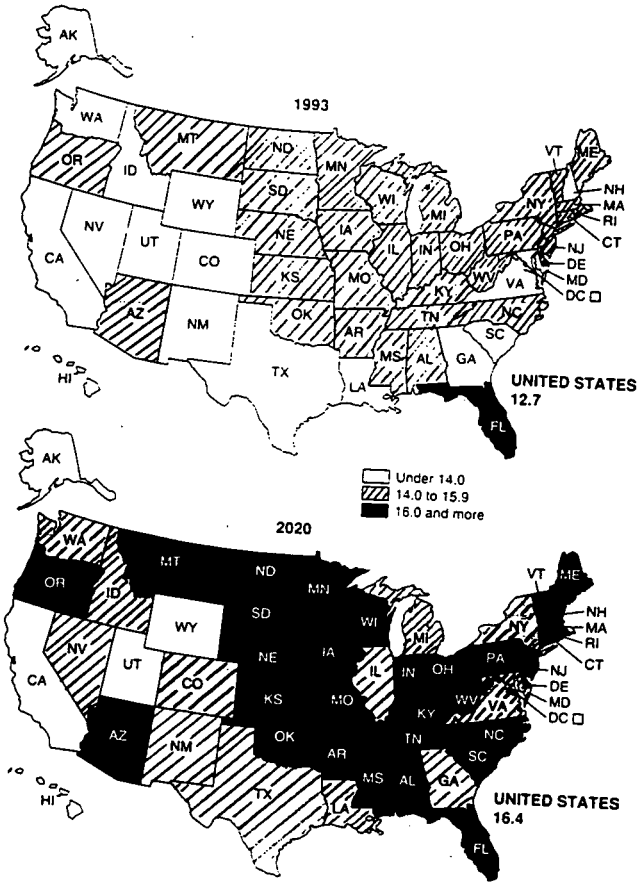 AK
1993
WA
MT
ND
MN
VT
ME
OR
ID
SD
WI
MI
NY
NH
MA
RI
CT
WY
NV
UT
CO
NE
IA
IL
IN
OH
PA
NJ
DE
MD
DC
CA
KS
MO
WV
VA
KY
AZ
NM
OK
AR
TN
NC
SC
HI
TX
LA
MS
AL
GA
FL
UNITED STATES
12.7
AK
Under 14.0
14.0 to 15.9
16.0 and more
2020
WA
MT
ND
MN
VT
ME
OR
ID
SD
WI
MI
NY
NH
MA
RI
CT
WY
NV
UT
CO
NE
IA
IL
IN
OH
PA
NJ
DE
MD
DC
CA
KS
MO
WV
VA
KY
AZ
NM
OK
AR
TN
NC
SC
HI
TX
LA
MS
AL
GA
FL
UNITED STATES
16.4